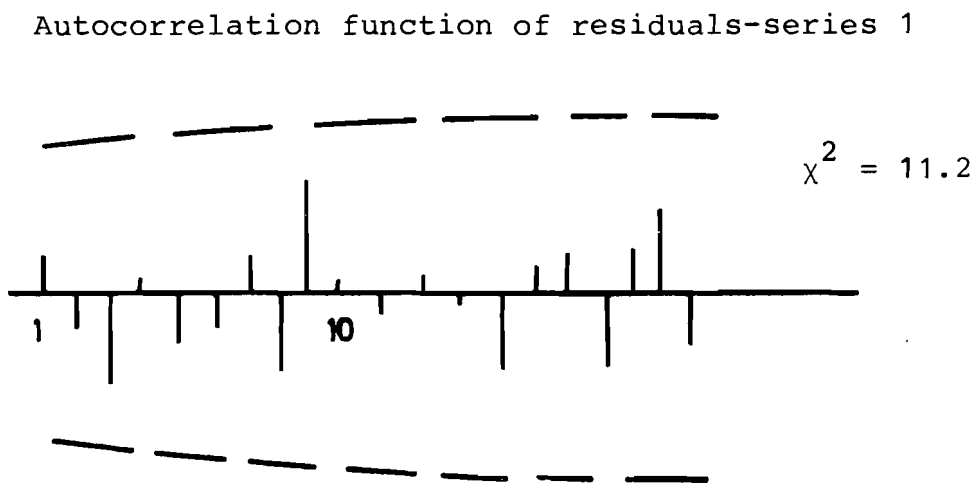 Autocorrelation function of residuals-series 1
χ² = 11.2
1 10